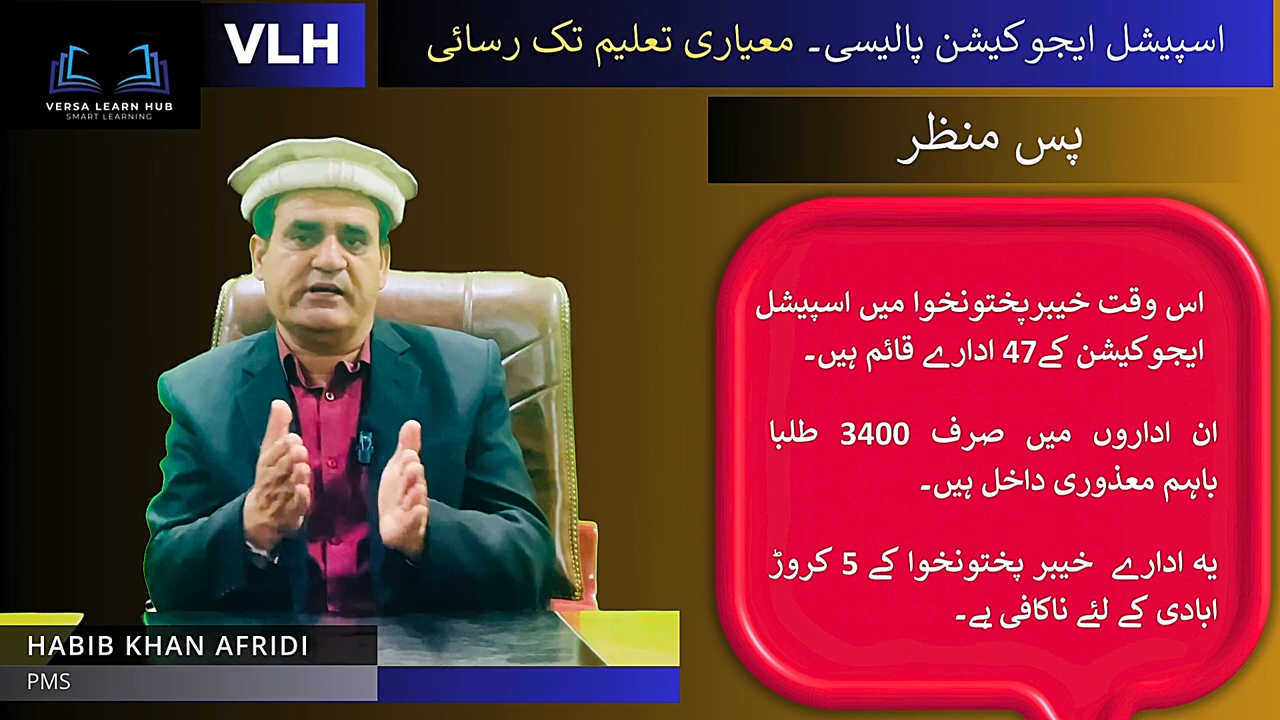 VERSA LEARN HUB
SMART LEARNING
VLH
اسپیشل ایجوکیشن پالیسی۔ معیاری تعلیم تک رسائی
پس منظر
اس وقت خیبرپختونخوا میں اسپیشل
ایجوکیشن کے47 ادارے قائم ہیں۔
ان اداروں میں صرف 3400 طلبا
باہم معذوری داخل ہیں۔
یہ ادارے خیبر پختونخوا کے 5 کروڑ
ابادی کے لئے ناکافی ہے۔
HABIB KHAN AFRIDI
PMS